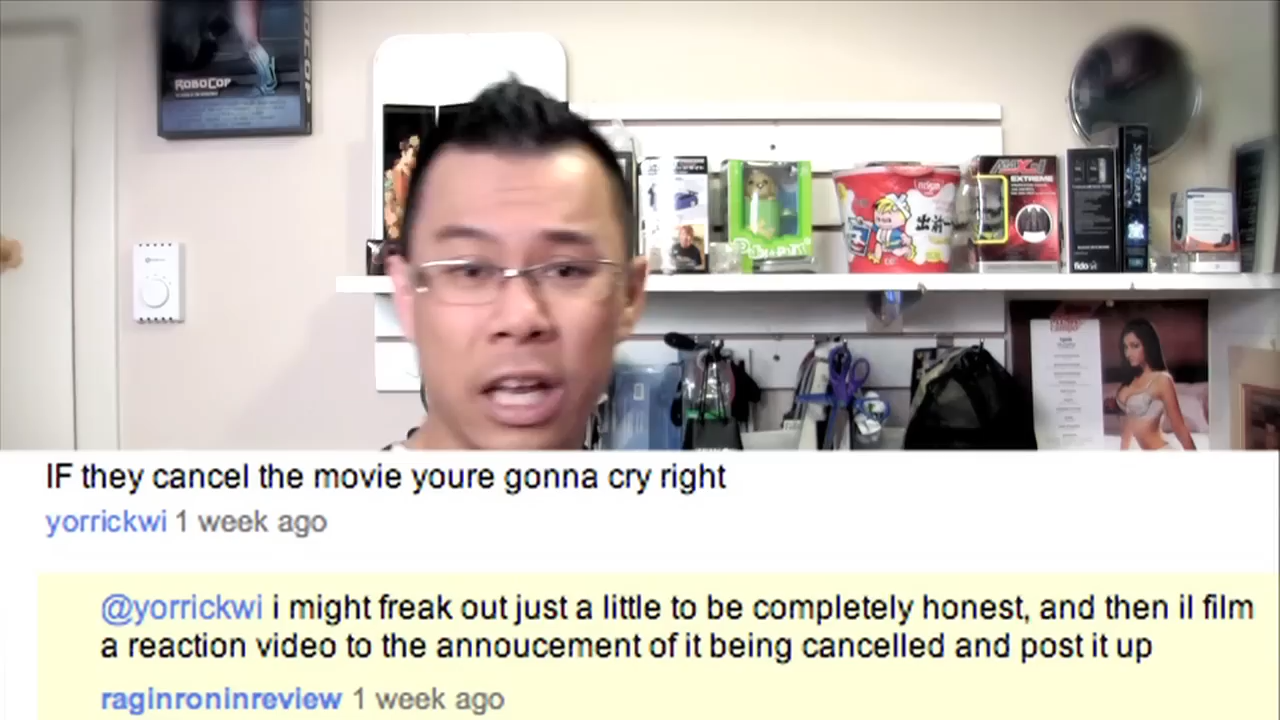 ROBOCOP
出前一
EXTREME
fido
IF they cancel the movie youre gonna cry right
yorrickwi 1 week ago
@yorrickwi i might freak out just a little to be completely honest, and then il film
a reaction video to the annoucement of it being cancelled and post it up
raginroninreview 1 week ago